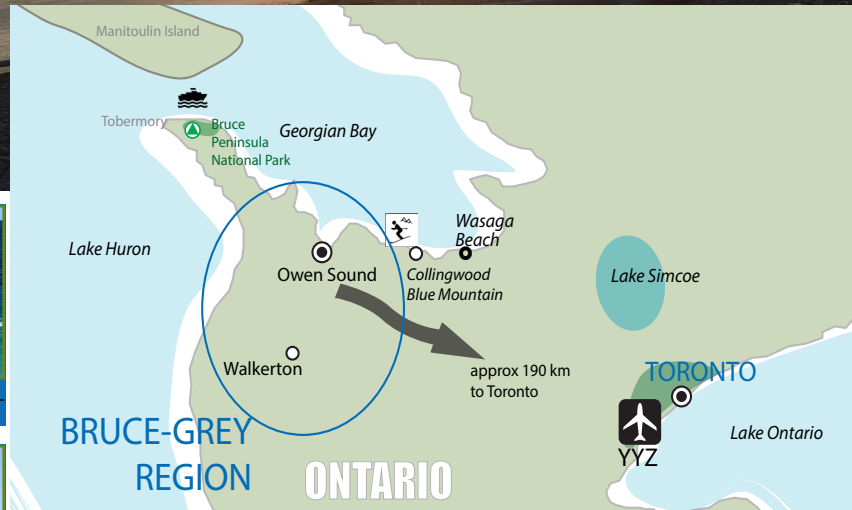 Manitoulin Island
Tobermory
Bruce
Peninsula
National Park
Georgian Bay
Lake Huron
Wasaga
Beach
Owen Sound
Collingwood
Blue Mountain
Lake Simcoe
Walkerton
approx 190 km
to Toronto
TORONTO
YYZ
Lake Ontario
BRUCE-GREY
REGION
ONTARIO